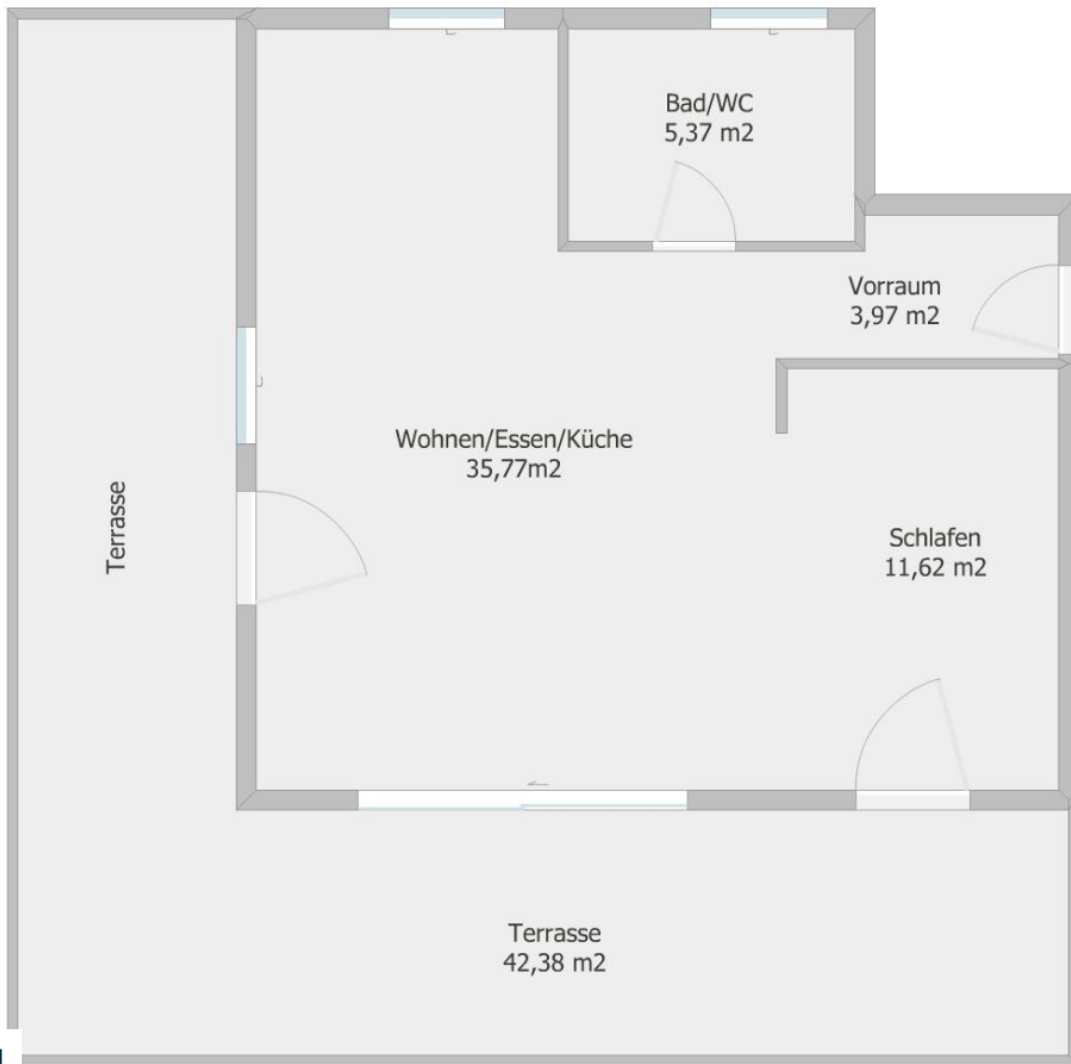 Bad/WC
5,37 m2
Vorraum
3,97 m2
Wohnen/Essen/Küche
35,77m2
Terrasse
Schlafen
11,62 m2
Terrasse
42,38 m2